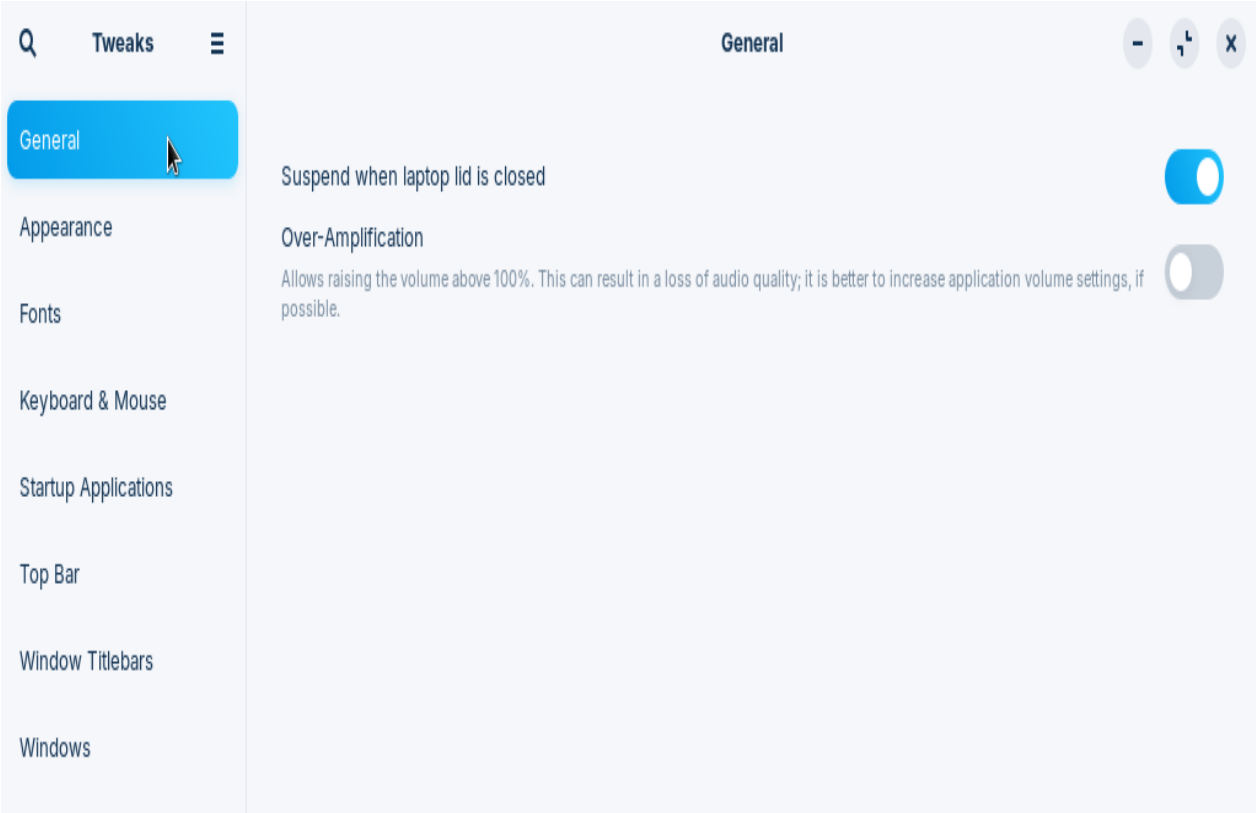 Tweaks
General
General
Appearance
Fonts
Keyboard & Mouse
Startup Applications
Top Bar
Window Titlebars
Windows
Suspend when laptop lid is closed
Over-Amplification
Allows raising the volume above 100%. This can result in a loss of audio quality; it is better to increase application volume settings, if
possible.